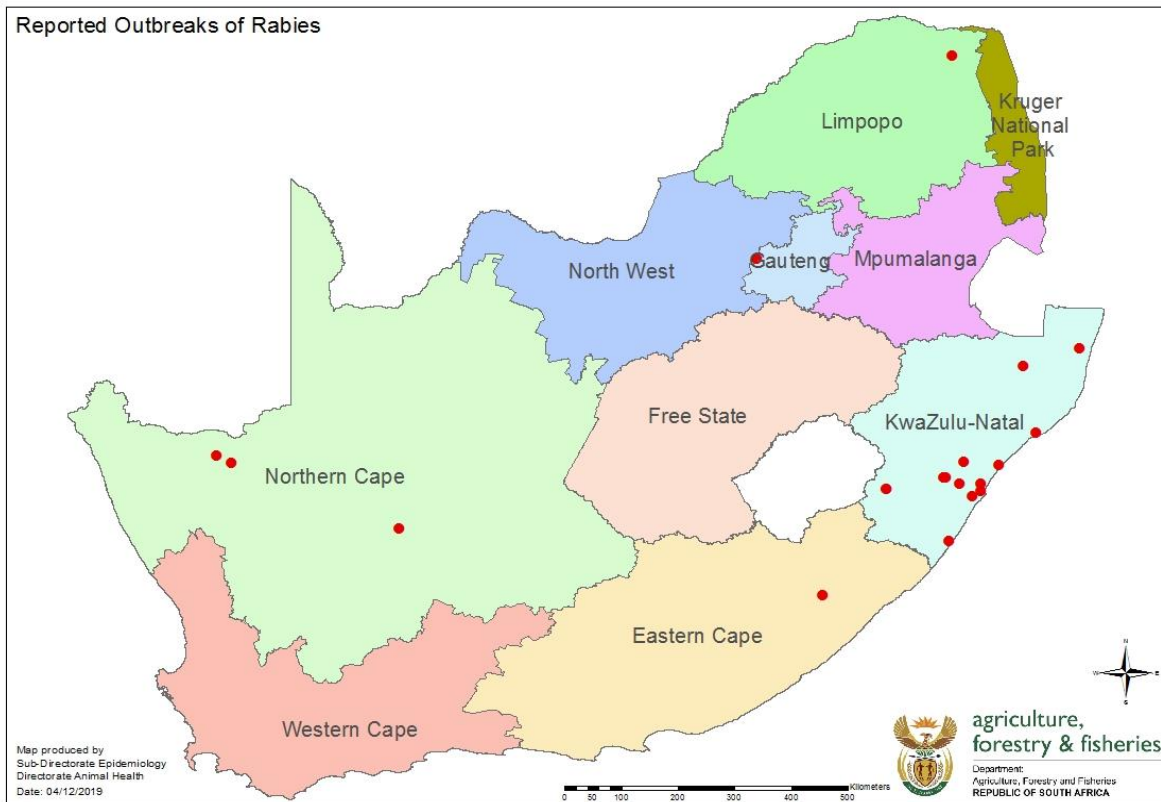 Reported Outbreaks of Rabies
Limpopo
Kruger
National
Park
North West
Gauteng
Mpumalanga
Free State
KwaZulu-Natal
Northern Cape
Eastern Cape
Western Cape
N
W
E
S
Map produced by
Sub-Directorate Epidemiology
Directorate Animal Health
Date: 04/12/2019
Kilometers
0 50 100 200 300 400 500
agriculture,
forestry & fisheries
Department:
Agriculture, Forestry and Fisheries
REPUBLIC OF SOUTH AFRICA